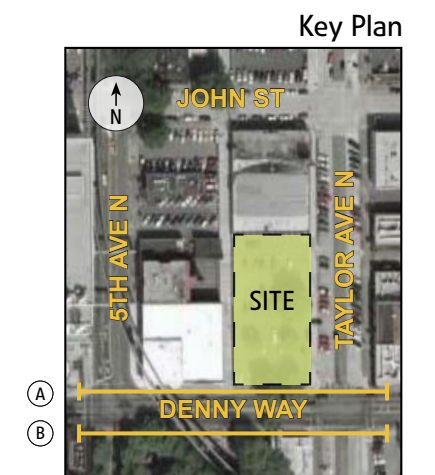 Key Plan
N
JOHN ST
5TH AVE N
TAYLOR AVE N
SITE
A
DENNY WAY
B